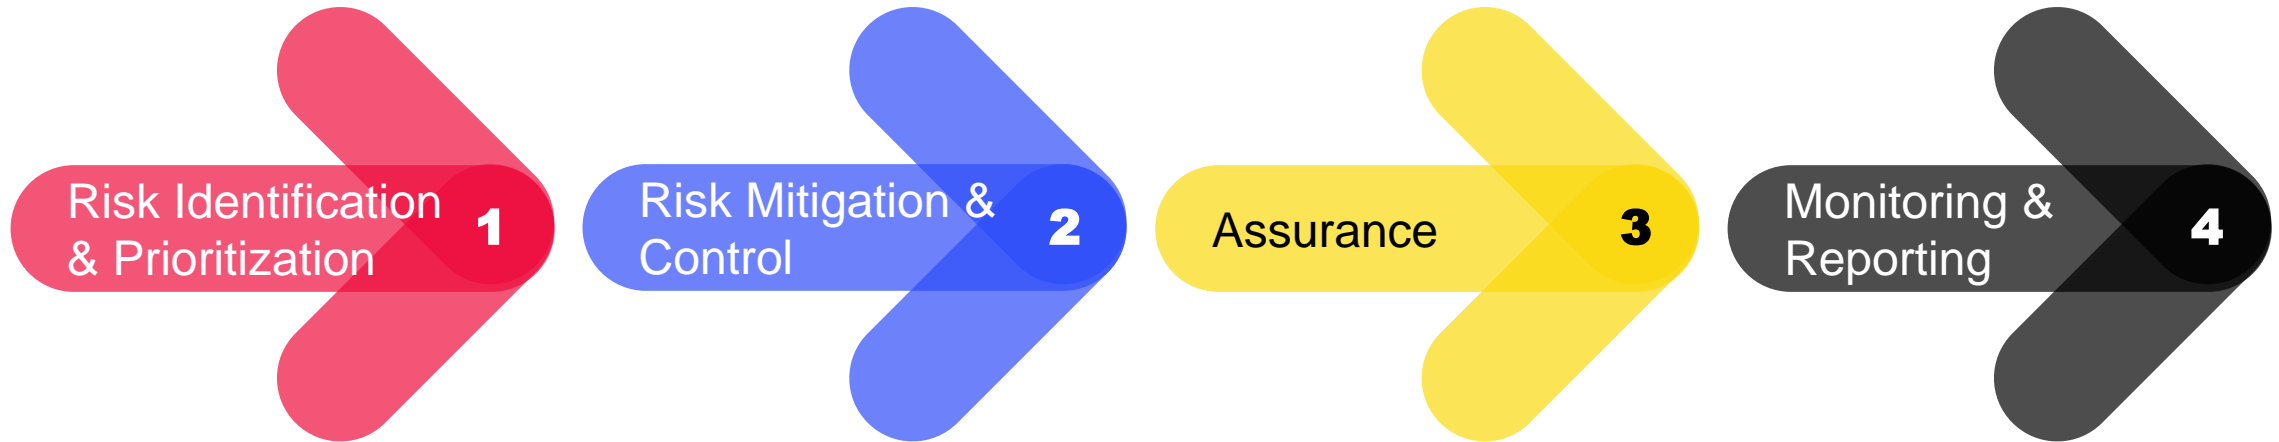 Risk Identification
& Prioritization
1
Risk Mitigation &
Control
2
Assurance
3
Monitoring &
Reporting
4